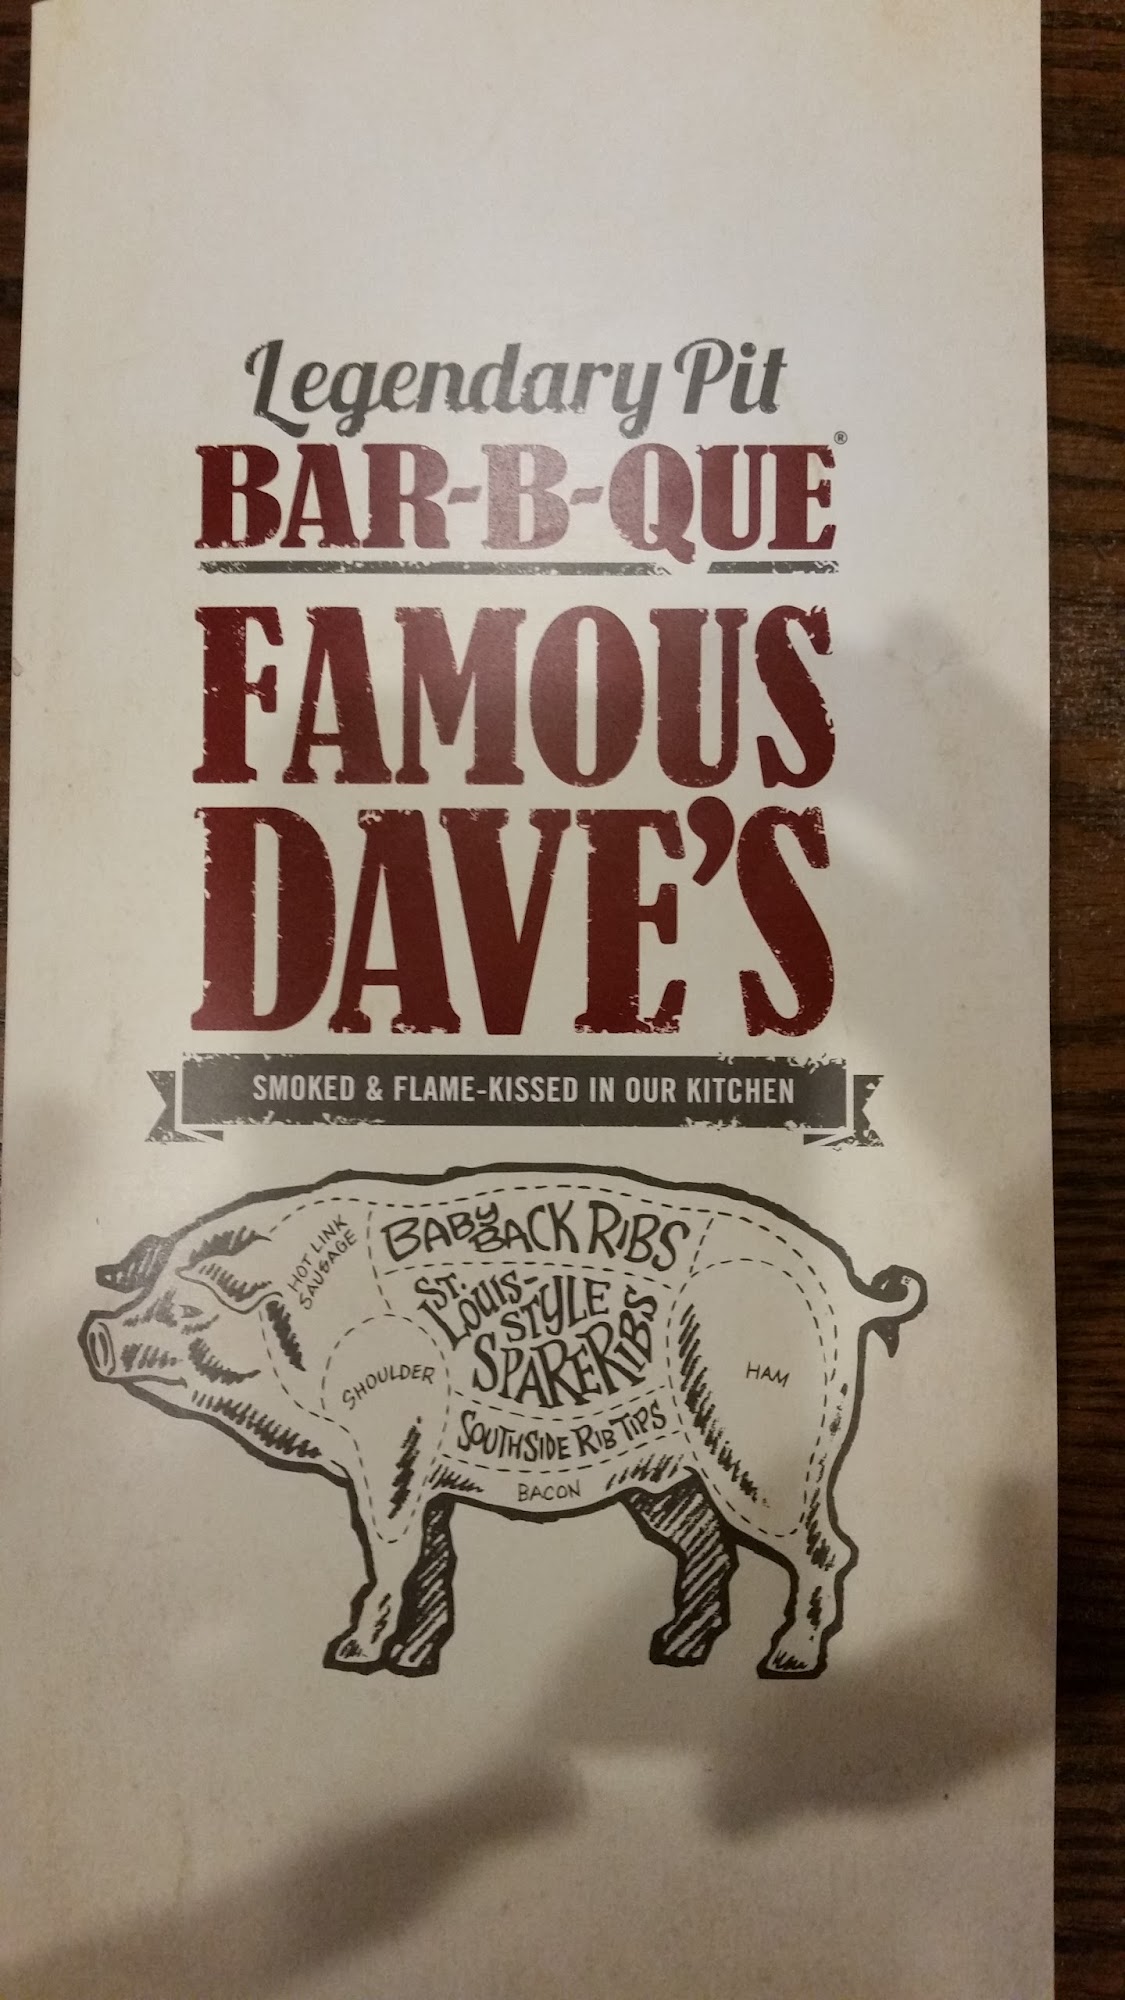 Legendary Pit
BAR-B-QUE®
FAMOUS
DAVE'S
SMOKED & FLAME-KISSED IN OUR KITCHEN
HOT LINK
SAUSAGE
BABY BACK RIBS
ST.
LOUIS-
STYLE
SPARERIBS
SHOULDER
HAM
SOUTHSIDE RIB TIPS
BACON